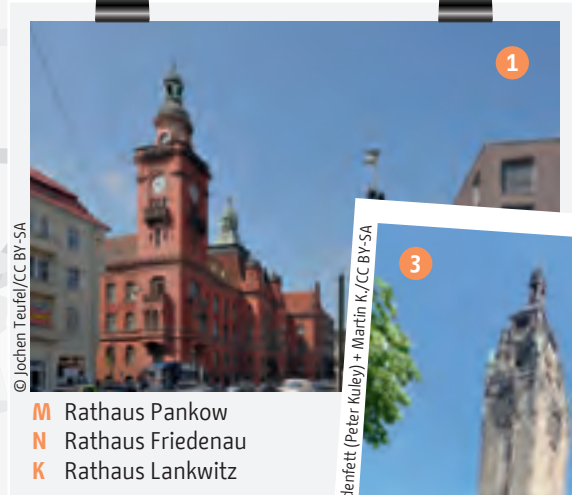 1
© Jochen Teufel/CC BY-SA
M Rathaus Pankow
N Rathaus Friedenau
K Rathaus Lankwitz
3
(Peter Kuley) + Martin K./CC BY-SA